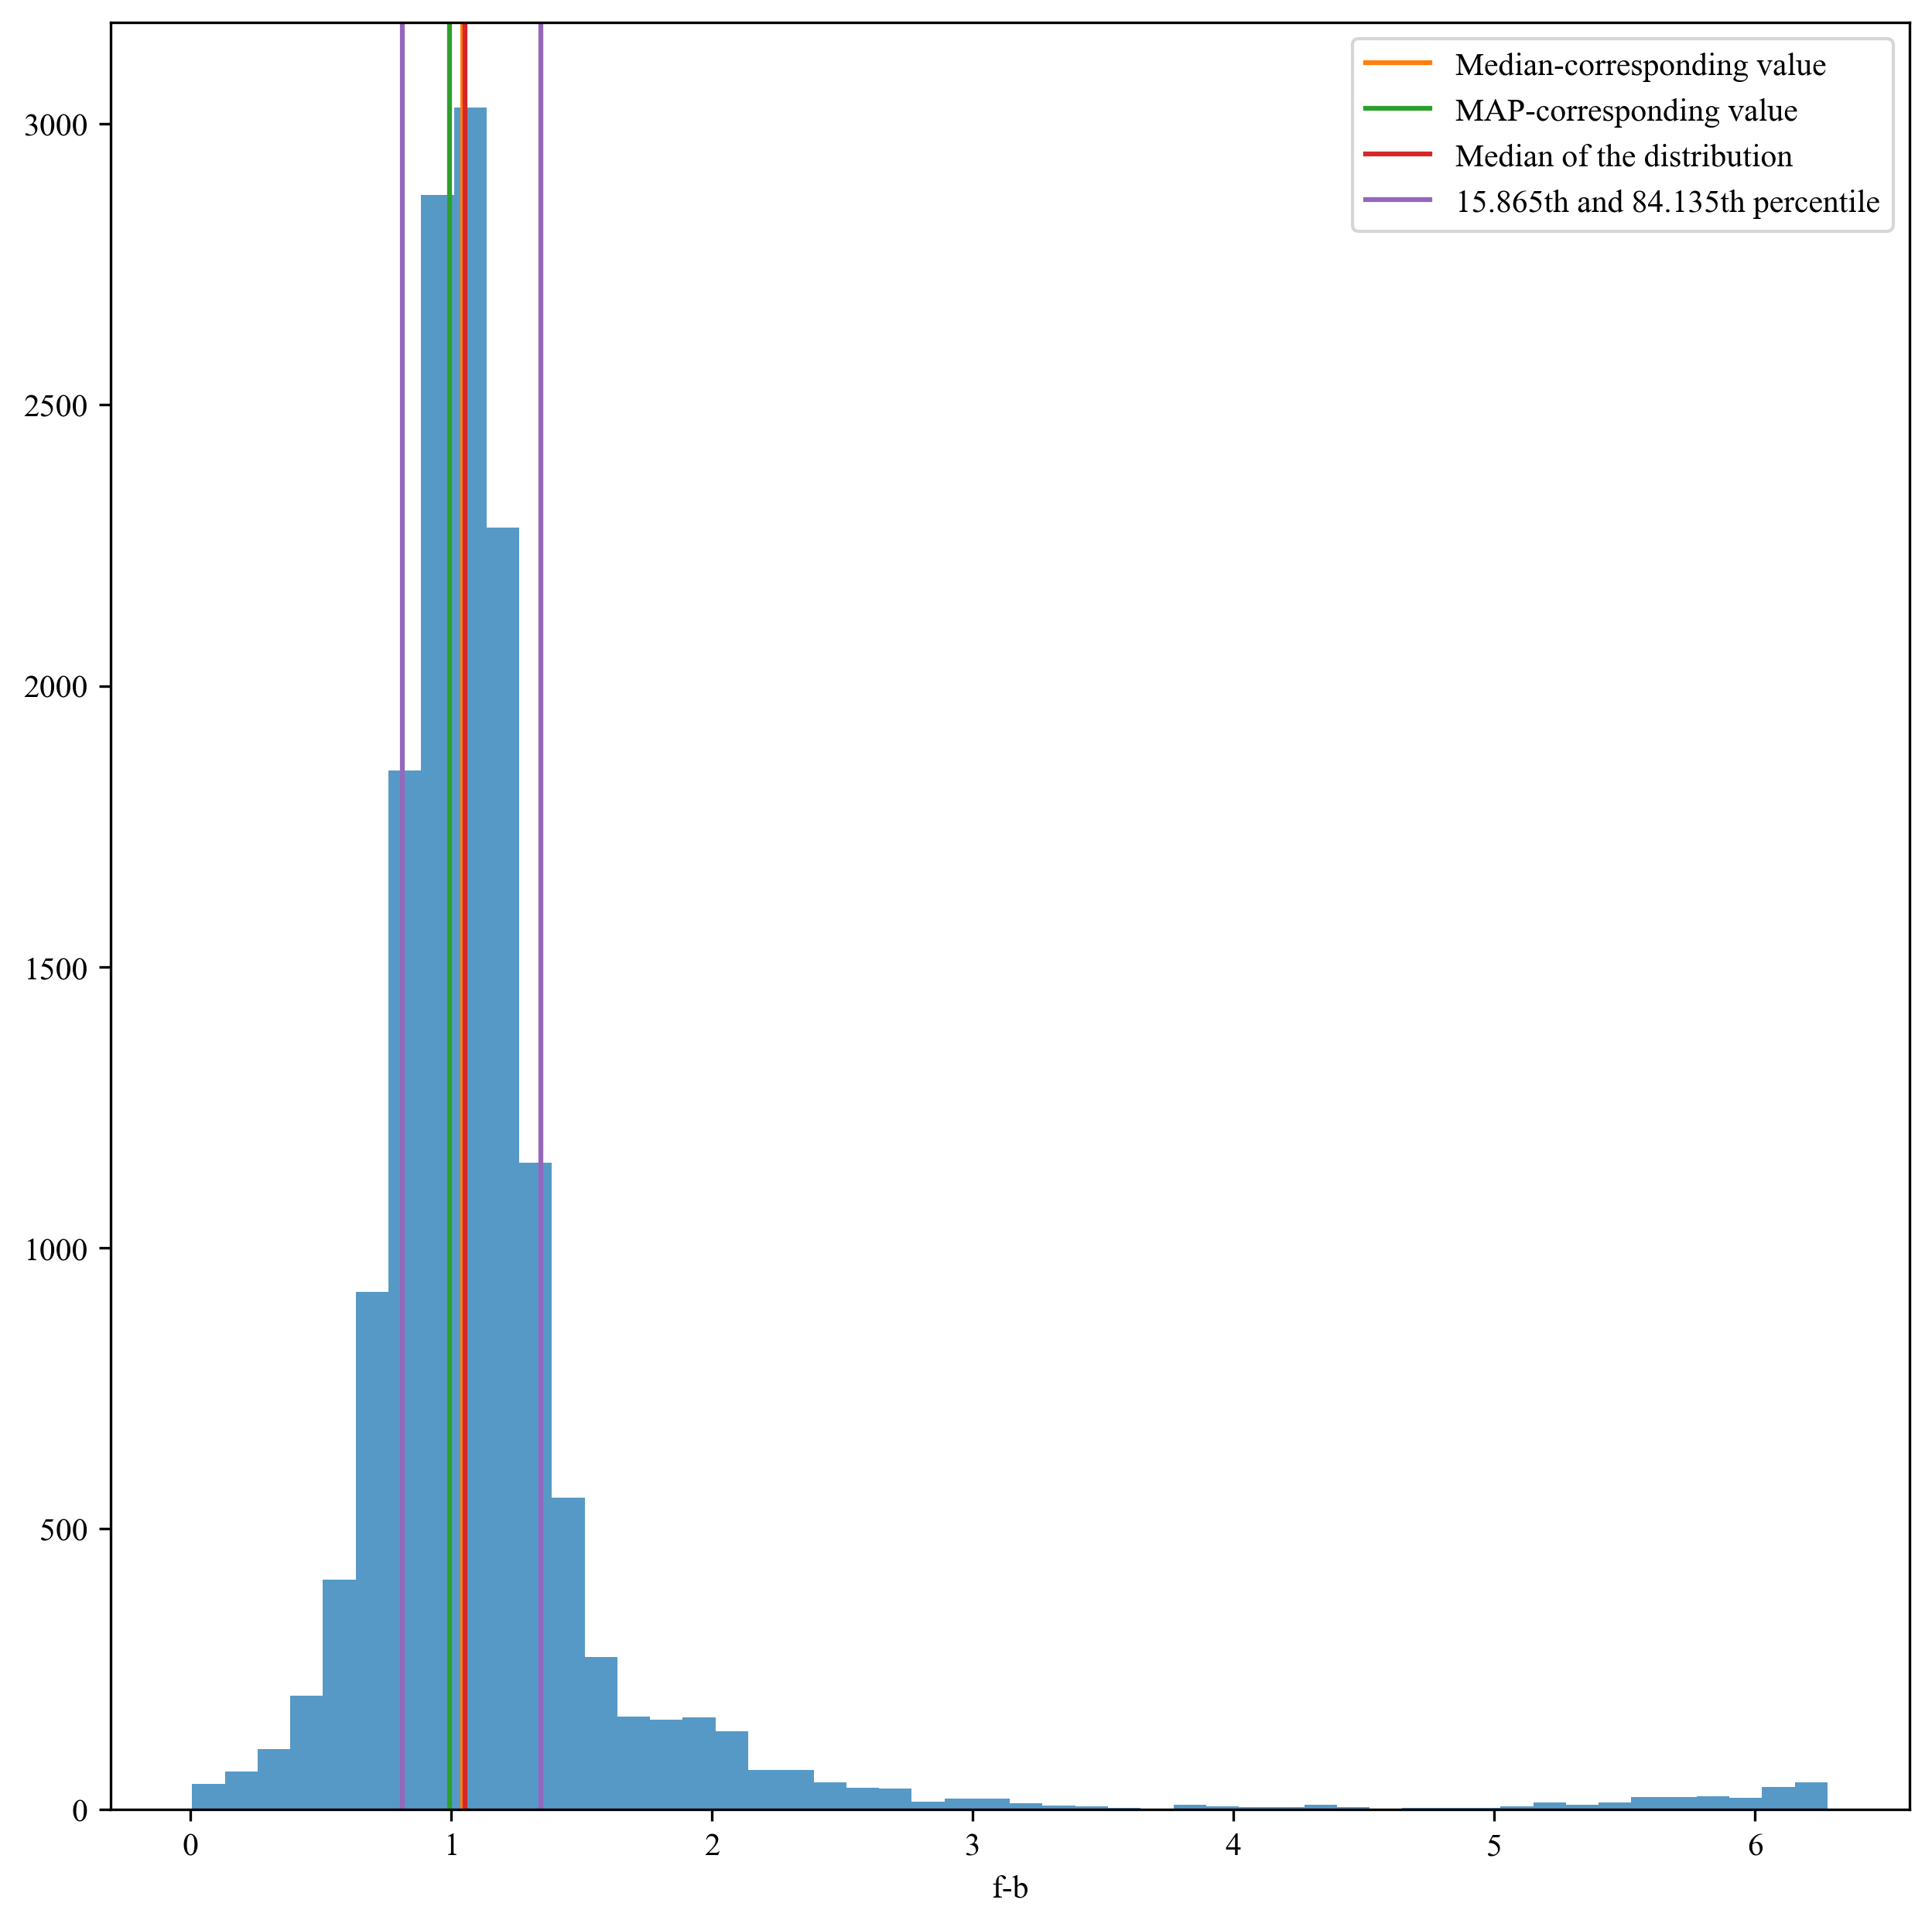 Median-corresponding value
MAP-corresponding value
Median of the distribution
15.865th and 84.135th percentile
3000
2500
2000
1500
1000
500
0
0 1 2 3 4 5 6
f-b